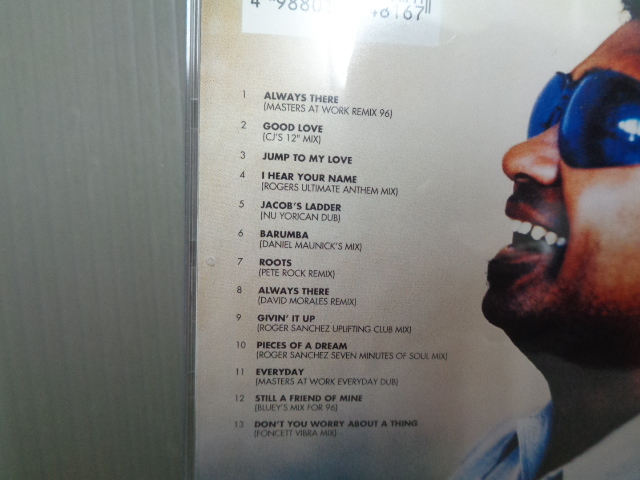 1 ALWAYS THERE
(MASTERS AT WORK REMIX 96)
2 GOOD LOVE
(CJ'S 12" MIX)
3 JUMP TO MY LOVE
4 I HEAR YOUR NAME
(ROGERS ULTIMATE ANTHEM MIX)
5 JACOB'S LADDER
(NU YORICAN DUB)
6 BARUMBA
(DANIEL MAUNICK'S MIX)
7 ROOTS
(PETE ROCK REMIX)
8 ALWAYS THERE
(DAVID MORALES REMIX)
9 GIVIN' IT UP
(ROGER SANCHEZ UPLIFTING CLUB MIX)
10 PIECES OF A DREAM
(ROGER SANCHEZ SEVEN MINUTES OF SOUL MIX)
11 EVERYDAY
(MASTERS AT WORK EVERYDAY DUB)
12 STILL A FRIEND OF MINE
(BLUEY'S MIX FOR 96)
13 DON'T YOU WORRY ABOUT A THING
(FONCETT VIBRA MIX)